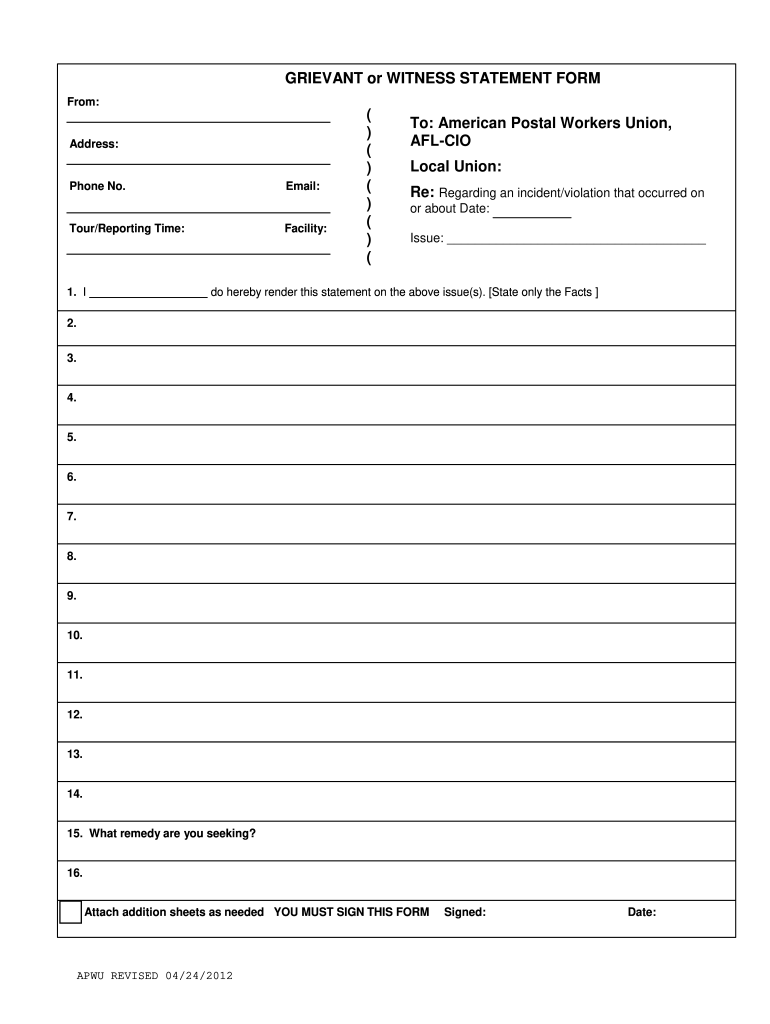 GRIEVANT or WITNESS STATEMENT FORM
From:
Address:
Phone No. Email:
Tour/Reporting Time: Facility:
(
)
(
)
(
)
(
)
(
To: American Postal Workers Union,
AFL-CIO
Local Union:
Re: Regarding an incident/violation that occurred on
or about Date: ___________
Issue: ______________________________________
1. I __________________ do hereby render this statement on the above issue(s). [State only the Facts ]
2.
3.
4.
5.
6.
7.
8.
9.
10.
11.
12.
13.
14.
15. What remedy are you seeking?
16.
Attach addition sheets as needed YOU MUST SIGN THIS FORM Signed: Date:
APWU REVISED 04/24/2012